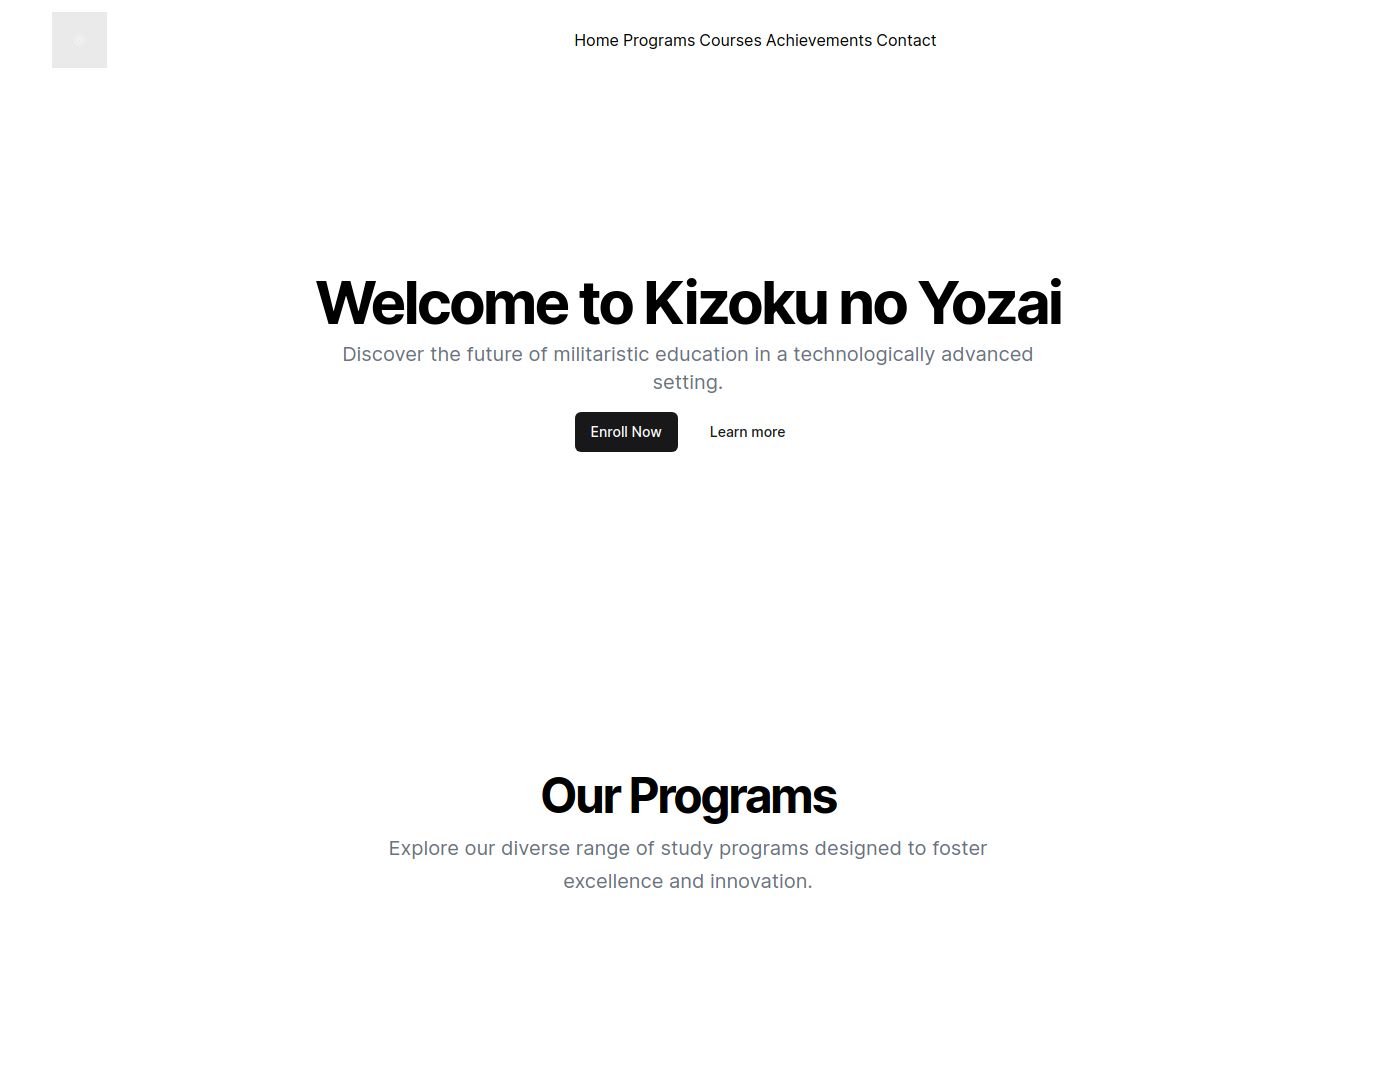 Home Programs Courses Achievements Contact
Welcome to Kizoku no Yozai
Discover the future of militaristic education in a technologically advanced
setting.
Enroll Now Learn more
Our Programs
Explore our diverse range of study programs designed to foster
excellence and innovation.